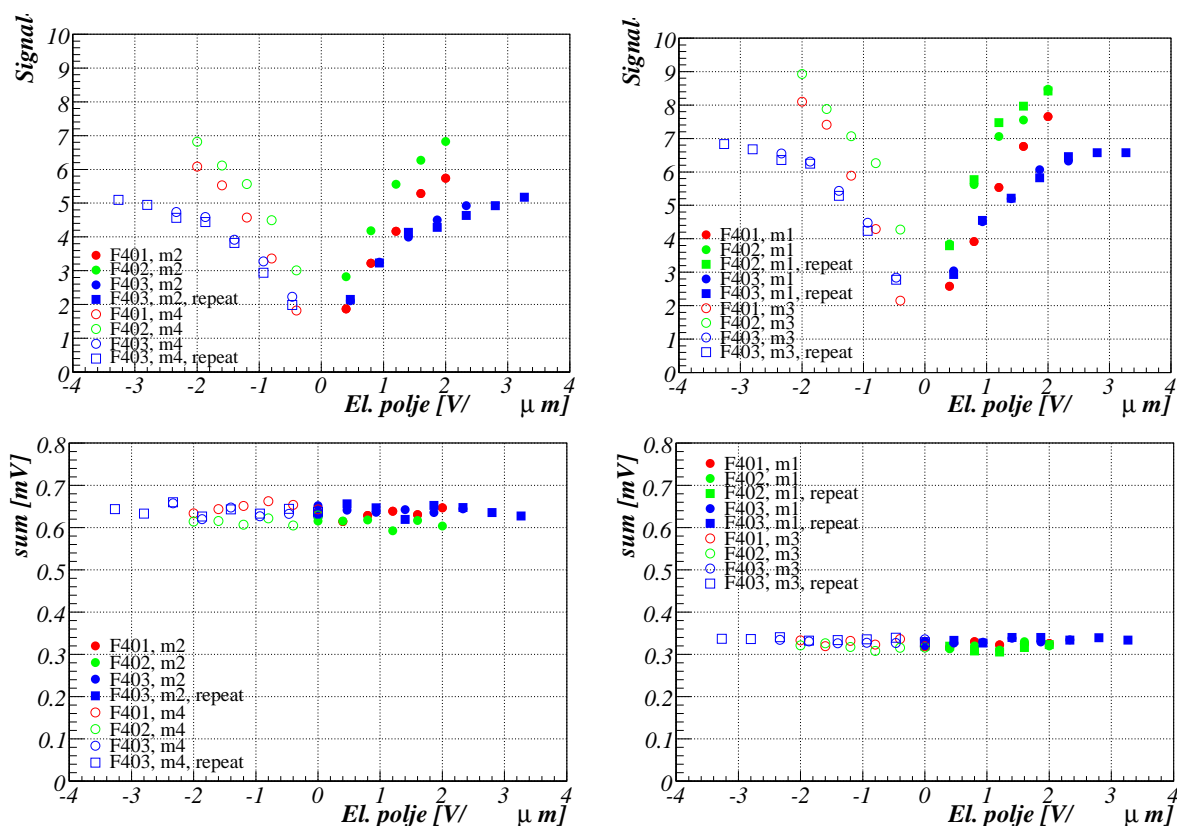 Signal
10
9
8
7
6
5
4
3
2
1
0
F401, m2
F402, m2
F403, m2
F403, m2, repeat
F401, m4
F402, m4
F403, m4
F403, m4, repeat
-4 -3 -2 -1 0 1 2 3 4
El. polje [V/ μ m]
Signal
10
9
8
7
6
5
4
3
2
1
0
F401, m1
F402, m1
F402, m1, repeat
F403, m1
F403, m1, repeat
F401, m3
F402, m3
F403, m3
F403, m3, repeat
-4 -3 -2 -1 0 1 2 3 4
El. polje [V/ μ m]
sum [mV]
0.8
0.7
0.6
0.5
0.4
0.3
0.2
0.1
0
F401, m2
F402, m2
F403, m2
F403, m2, repeat
F401, m4
F402, m4
F403, m4
F403, m4, repeat
-4 -3 -2 -1 0 1 2 3 4
El. polje [V/ μ m]
sum [mV]
0.8
0.7
0.6
0.5
0.4
0.3
0.2
0.1
0
F401, m1
F402, m1
F402, m1, repeat
F403, m1
F403, m1, repeat
F401, m3
F402, m3
F403, m3
F403, m3, repeat
-4 -3 -2 -1 0 1 2 3 4
El. polje [V/ μ m]